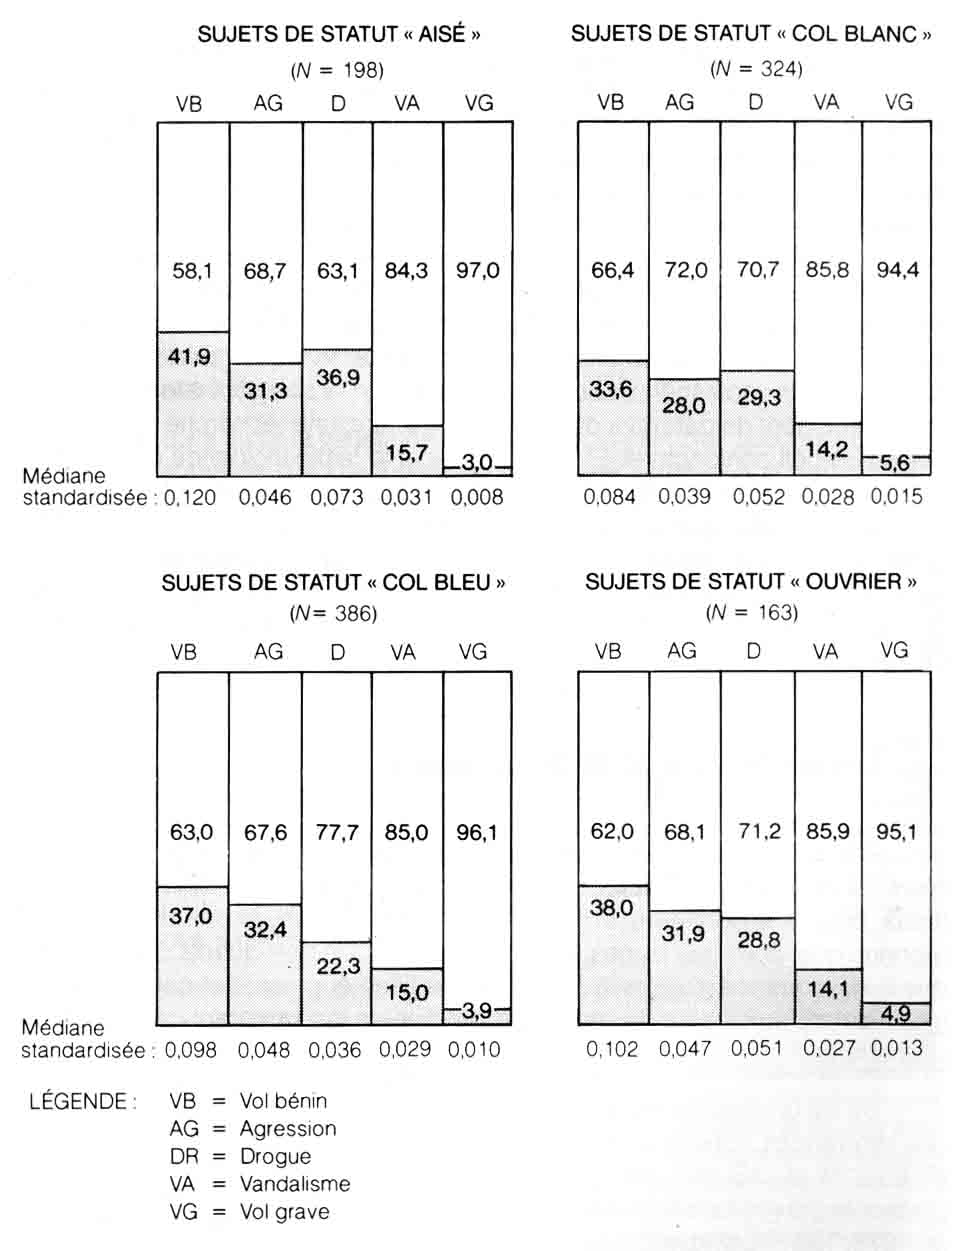 SUJETS DE STATUT « AISÉ »
(N = 198)
VB AG D VA VG
58,1 68,7 63,1 84,3 97,0
41,9 31,3 36,9 15,7 3,0
Médiane
standardisée : 0,120 0,046 0,073 0,031 0,008
SUJETS DE STATUT « COL BLANC »
(N = 324)
VB AG D VA VG
66,4 72,0 70,7 85,8 94,4
33,6 28,0 29,3 14,2 5,6
0,084 0,039 0,052 0,028 0,015
SUJETS DE STATUT « COL BLEU »
(N = 386)
VB AG D VA VG
63,0 67,6 77,7 85,0 96,1
37,0 32,4 22,3 15,0 3,9
Médiane
standardisée : 0,098 0,048 0,036 0,029 0,010
SUJETS DE STATUT « OUVRIER »
(N = 163)
VB AG D VA VG
62,0 68,1 71,2 85,9 95,1
38,0 31,9 28,8 14,1 4,9
0,102 0,047 0,051 0,027 0,013
LÉGENDE : VB = Vol bénin
AG = Agression
DR = Drogue
VA = Vandalisme
VG = Vol grave